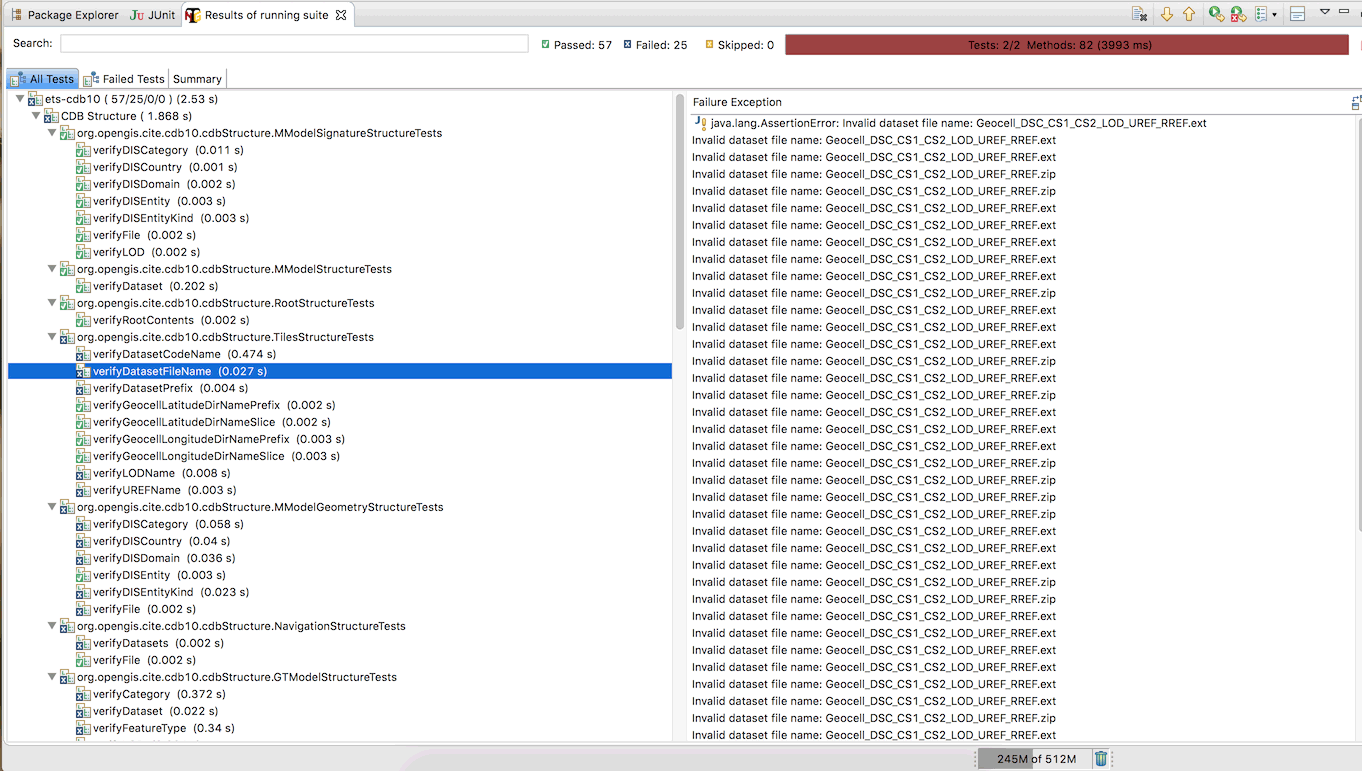 Package Explorer JUnit Results of running suite
Search: Passed: 57 Failed: 25 Skipped: 0 Tests: 2/2 Methods: 82 (3993 ms)
All Tests Failed Tests Summary
ets-cdb10 ( 57/25/0/0 ) (2.53 s)
CDB Structure ( 1.868 s)
org.opengis.cite.cdb10.cdbStructure.MModelSignatureStructureTests
verifyDISCategory (0.011 s)
verifyDISCountry (0.001 s)
verifyDISDomain (0.002 s)
verifyDISEntity (0.003 s)
verifyDISEntityKind (0.003 s)
verifyFile (0.002 s)
verifyLOD (0.002 s)
org.opengis.cite.cdb10.cdbStructure.MModelStructureTests
verifyDataset (0.202 s)
org.opengis.cite.cdb10.cdbStructure.RootStructureTests
verifyRootContents (0.002 s)
org.opengis.cite.cdb10.cdbStructure.TilesStructureTests
verifyDatasetCodeName (0.474 s)
verifyDatasetFileName (0.027 s)
verifyDatasetPrefix (0.004 s)
verifyGeocellLatitudeDirNamePrefix (0.002 s)
verifyGeocellLatitudeDirNameSlice (0.002 s)
verifyGeocellLongitudeDirNamePrefix (0.003 s)
verifyGeocellLongitudeDirNameSlice (0.003 s)
verifyLODName (0.008 s)
verifyUREFName (0.003 s)
org.opengis.cite.cdb10.cdbStructure.MModelGeometryStructureTests
verifyDISCategory (0.058 s)
verifyDISCountry (0.04 s)
verifyDISDomain (0.036 s)
verifyDISEntity (0.003 s)
verifyDISEntityKind (0.023 s)
verifyFile (0.002 s)
org.opengis.cite.cdb10.cdbStructure.NavigationStructureTests
verifyDatasets (0.002 s)
verifyFile (0.002 s)
org.opengis.cite.cdb10.cdbStructure.GTModelStructureTests
verifyCategory (0.372 s)
verifyDataset (0.022 s)
verifyFeatureType (0.34 s)
Failure Exception
java.lang.AssertionError: Invalid dataset file name: Geocell_DSC_CS1_CS2_LOD_UREF_RREF.ext
Invalid dataset file name: Geocell_DSC_CS1_CS2_LOD_UREF_RREF.ext
Invalid dataset file name: Geocell_DSC_CS1_CS2_LOD_UREF_RREF.ext
Invalid dataset file name: Geocell_DSC_CS1_CS2_LOD_UREF_RREF.zip
Invalid dataset file name: Geocell_DSC_CS1_CS2_LOD_UREF_RREF.zip
Invalid dataset file name: Geocell_DSC_CS1_CS2_LOD_UREF_RREF.ext
Invalid dataset file name: Geocell_DSC_CS1_CS2_LOD_UREF_RREF.ext
Invalid dataset file name: Geocell_DSC_CS1_CS2_LOD_UREF_RREF.ext
Invalid dataset file name: Geocell_DSC_CS1_CS2_LOD_UREF_RREF.ext
Invalid dataset file name: Geocell_DSC_CS1_CS2_LOD_UREF_RREF.ext
Invalid dataset file name: Geocell_DSC_CS1_CS2_LOD_UREF_RREF.zip
Invalid dataset file name: Geocell_DSC_CS1_CS2_LOD_UREF_RREF.ext
Invalid dataset file name: Geocell_DSC_CS1_CS2_LOD_UREF_RREF.ext
Invalid dataset file name: Geocell_DSC_CS1_CS2_LOD_UREF_RREF.ext
Invalid dataset file name: Geocell_DSC_CS1_CS2_LOD_UREF_RREF.zip
Invalid dataset file name: Geocell_DSC_CS1_CS2_LOD_UREF_RREF.ext
Invalid dataset file name: Geocell_DSC_CS1_CS2_LOD_UREF_RREF.zip
Invalid dataset file name: Geocell_DSC_CS1_CS2_LOD_UREF_RREF.ext
Invalid dataset file name: Geocell_DSC_CS1_CS2_LOD_UREF_RREF.ext
Invalid dataset file name: Geocell_DSC_CS1_CS2_LOD_UREF_RREF.ext
Invalid dataset file name: Geocell_DSC_CS1_CS2_LOD_UREF_RREF.zip
Invalid dataset file name: Geocell_DSC_CS1_CS2_LOD_UREF_RREF.zip
Invalid dataset file name: Geocell_DSC_CS1_CS2_LOD_UREF_RREF.zip
Invalid dataset file name: Geocell_DSC_CS1_CS2_LOD_UREF_RREF.zip
Invalid dataset file name: Geocell_DSC_CS1_CS2_LOD_UREF_RREF.ext
Invalid dataset file name: Geocell_DSC_CS1_CS2_LOD_UREF_RREF.zip
Invalid dataset file name: Geocell_DSC_CS1_CS2_LOD_UREF_RREF.ext
Invalid dataset file name: Geocell_DSC_CS1_CS2_LOD_UREF_RREF.zip
Invalid dataset file name: Geocell_DSC_CS1_CS2_LOD_UREF_RREF.zip
Invalid dataset file name: Geocell_DSC_CS1_CS2_LOD_UREF_RREF.ext
Invalid dataset file name: Geocell_DSC_CS1_CS2_LOD_UREF_RREF.ext
Invalid dataset file name: Geocell_DSC_CS1_CS2_LOD_UREF_RREF.ext
Invalid dataset file name: Geocell_DSC_CS1_CS2_LOD_UREF_RREF.ext
Invalid dataset file name: Geocell_DSC_CS1_CS2_LOD_UREF_RREF.ext
Invalid dataset file name: Geocell_DSC_CS1_CS2_LOD_UREF_RREF.ext
Invalid dataset file name: Geocell_DSC_CS1_CS2_LOD_UREF_RREF.zip
Invalid dataset file name: Geocell_DSC_CS1_CS2_LOD_UREF_RREF.ext
245M of 512M